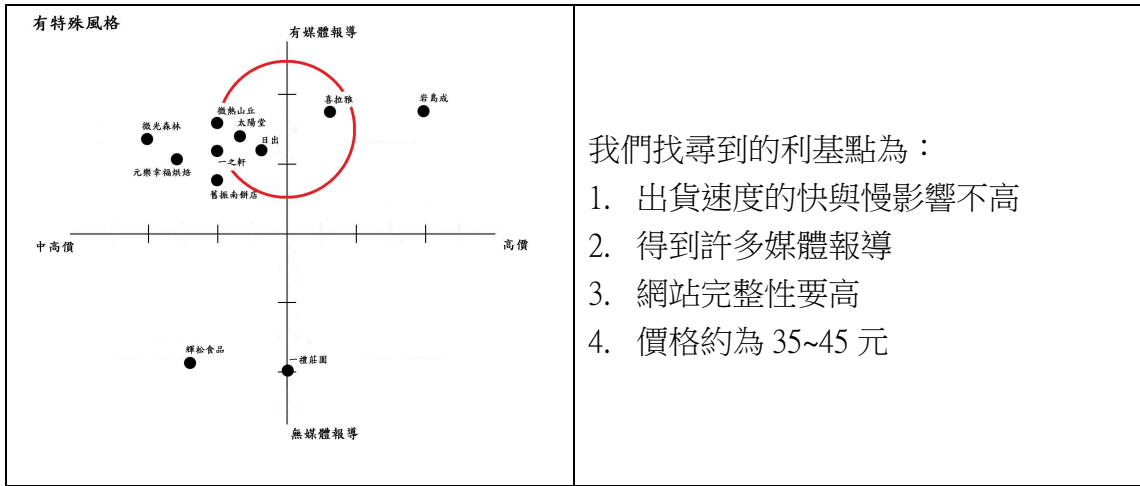 有特殊風格
有媒體報導
喜拉雅
岩島成
微熱山丘
太陽堂
微光森林
日出
一之軒
元樂幸福烘焙
舊振南餅店
中高價
高價
輝松食品
一禮莊園
無媒體報導
我們找尋到的利基點為：
1. 出貨速度的快與慢影響不高
2. 得到許多媒體報導
3. 網站完整性要高
4. 價格約為 35~45 元